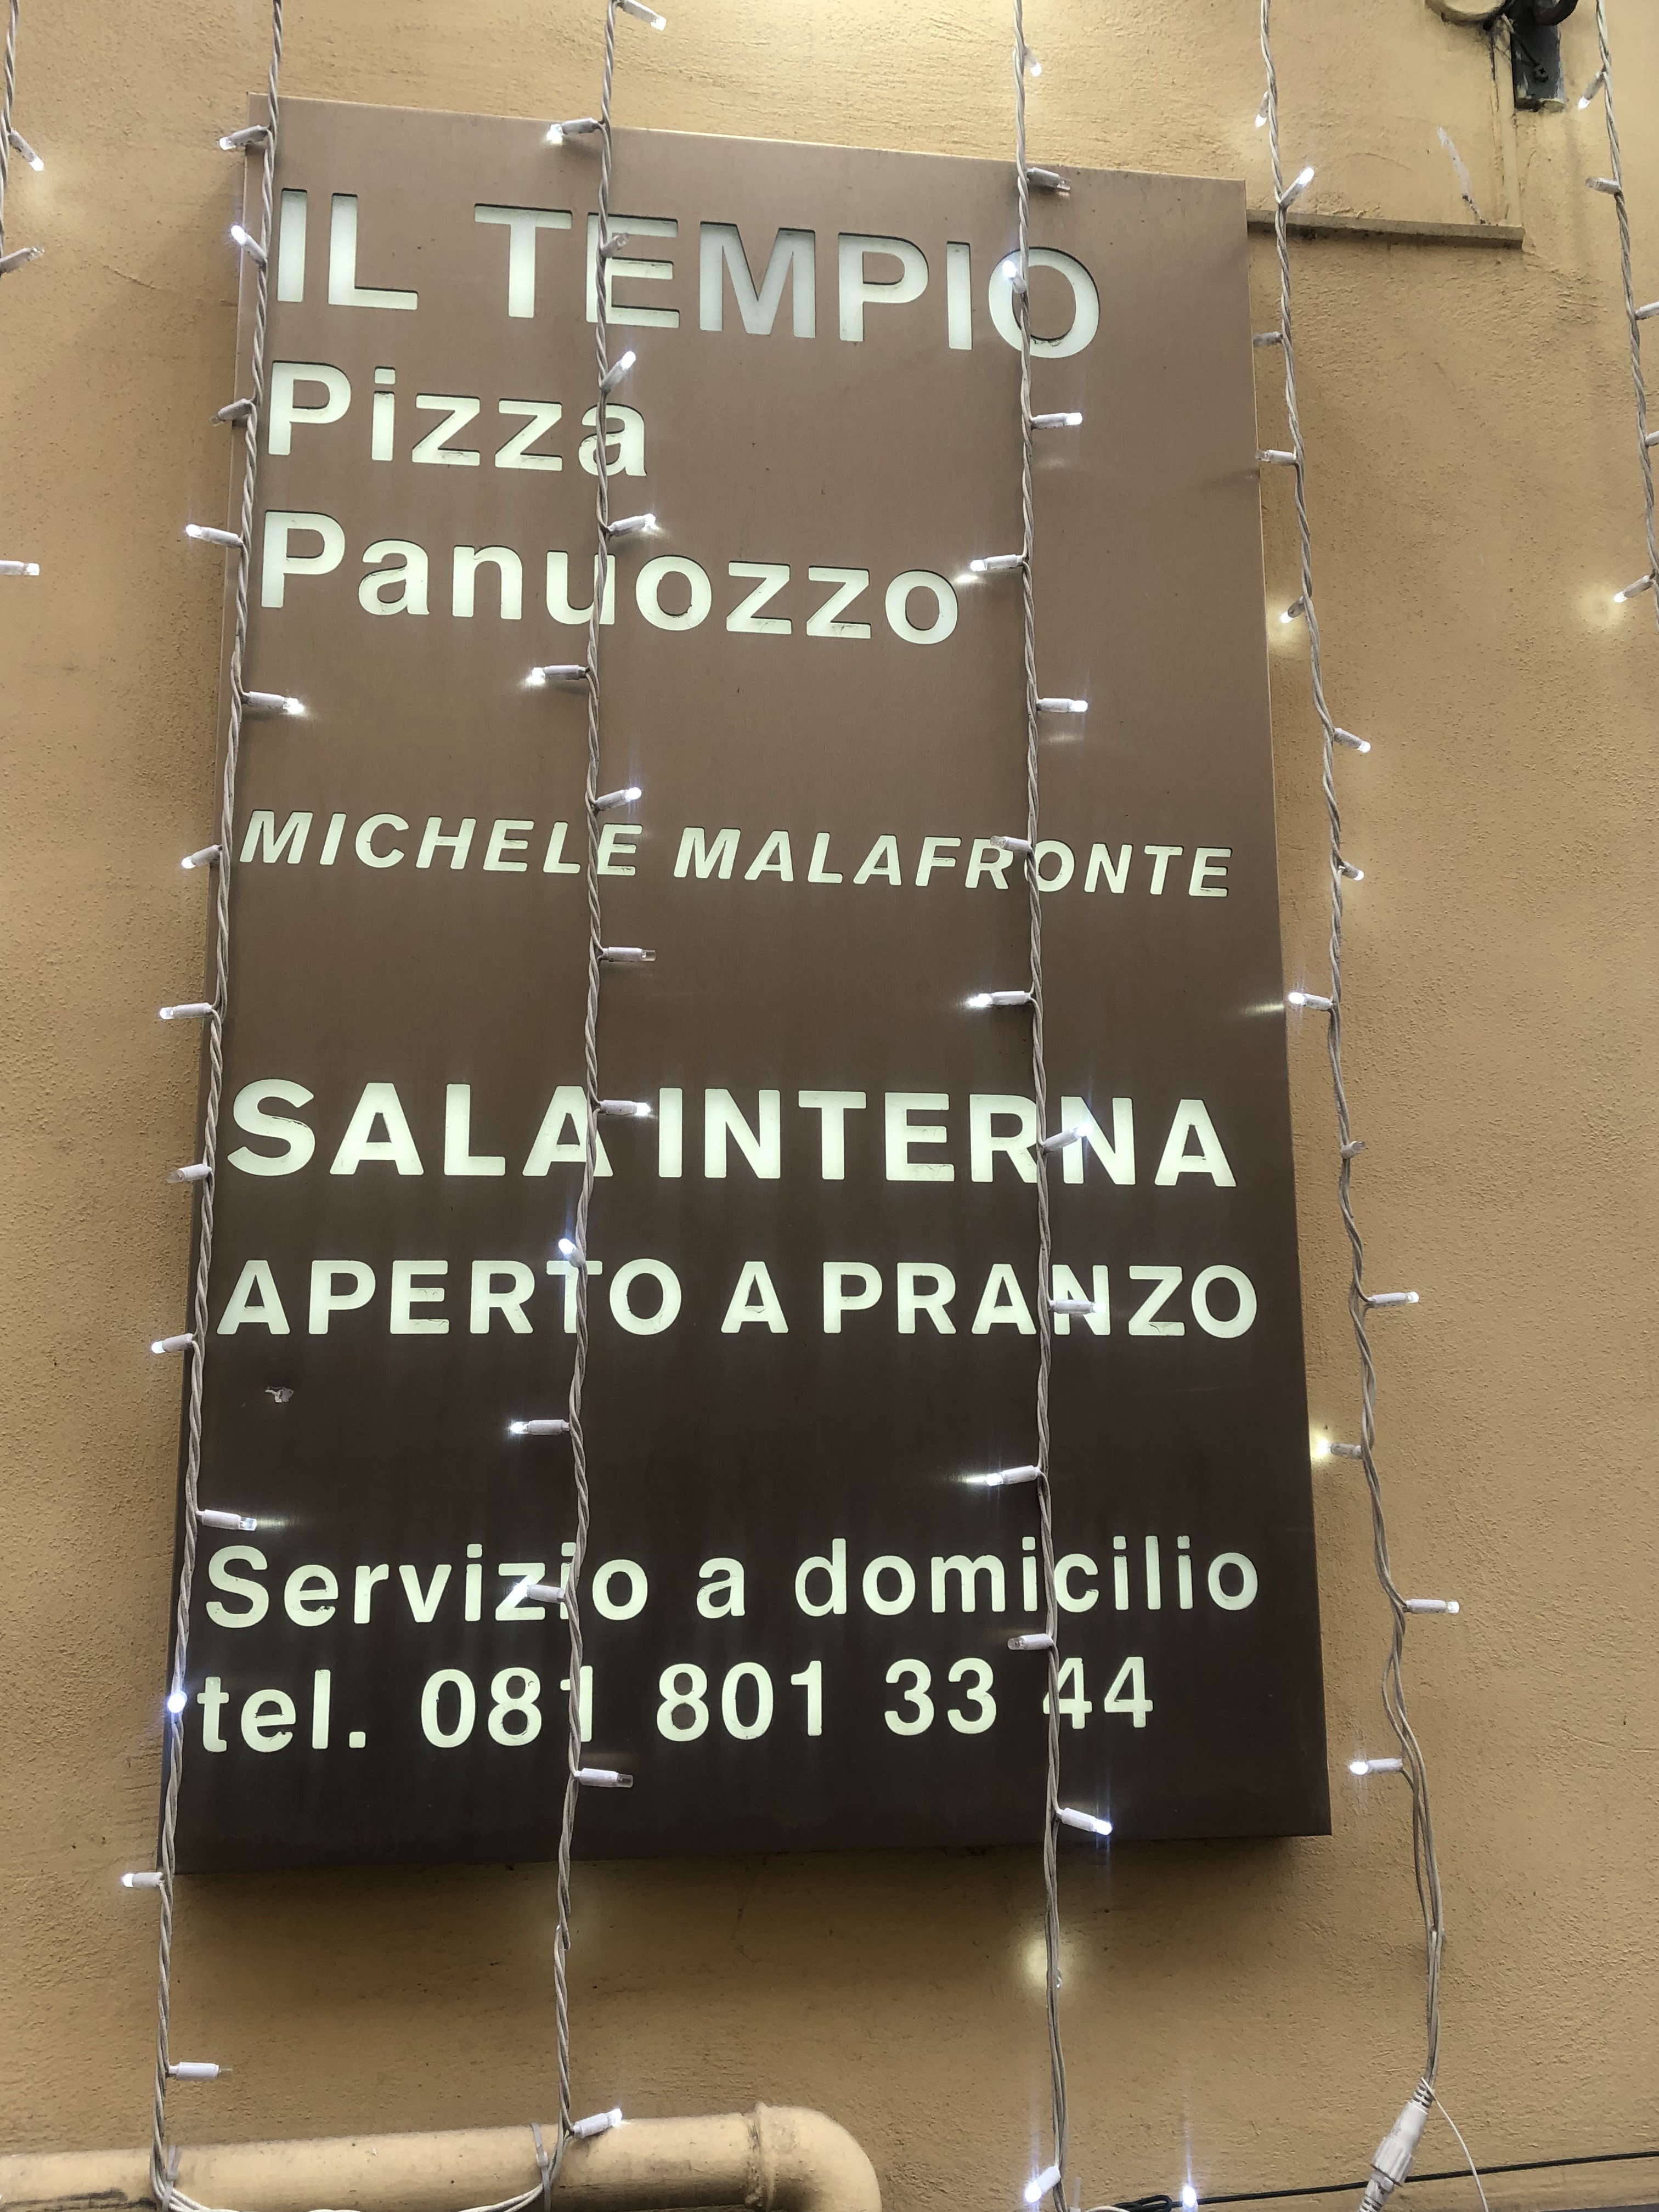 IL TEMPIO
Pizza
Panuozzo
MICHELE MALAFRONTE
SALA INTERNA
APERTO A PRANZO
Servizio a domicilio
tel. 081 801 33 44